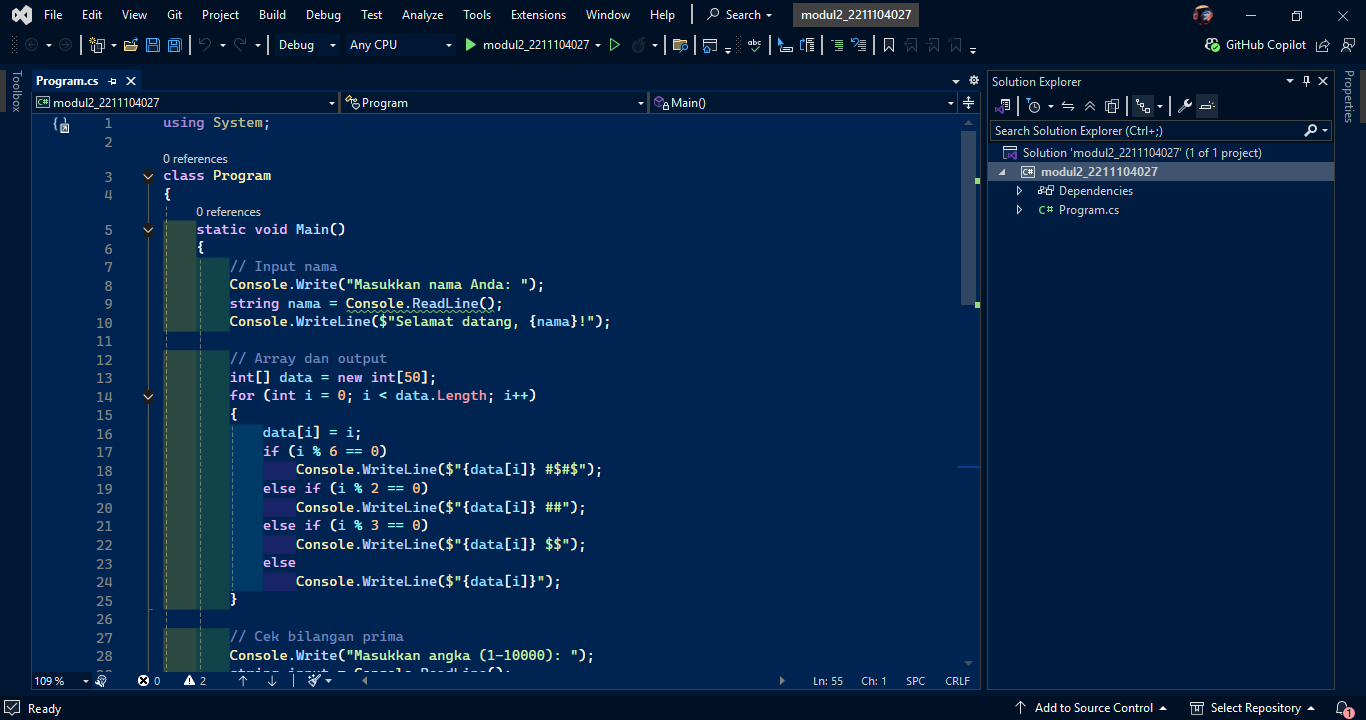 File Edit View Git Project Build Debug Test Analyze Tools Extensions Window Help Search modul2_2211104027
Debug Any CPU modul2_2211104027 GitHub Copilot
Toolbox
Program.cs
modul2_2211104027 Program Main()
1 using System;
2
0 references
3 class Program
4 {
0 references
5 static void Main()
6 {
7 // Input nama
8 Console.Write("Masukkan nama Anda: ");
9 string nama = Console.ReadLine();
10 Console.WriteLine($"Selamat datang, {nama}!");
11
12 // Array dan output
13 int[] data = new int[50];
14 for (int i = 0; i < data.Length; i++)
15 {
16 data[i] = i;
17 if (i % 6 == 0)
18 Console.WriteLine($"{data[i]} #$#$");
19 else if (i % 2 == 0)
20 Console.WriteLine($"{data[i]} ##");
21 else if (i % 3 == 0)
22 Console.WriteLine($"{data[i]} $$");
23 else
24 Console.WriteLine($"{data[i]}");
25 }
26
27 // Cek bilangan prima
28 Console.Write("Masukkan angka (1-10000): ");
string input = Console.ReadLine();
109 % 0 2 Ln: 55 Ch: 1 SPC CRLF
Solution Explorer
Search Solution Explorer (Ctrl+;)
Solution 'modul2_2211104027' (1 of 1 project)
modul2_2211104027
Dependencies
C# Program.cs
Properties
Ready Add to Source Control Select Repository 1